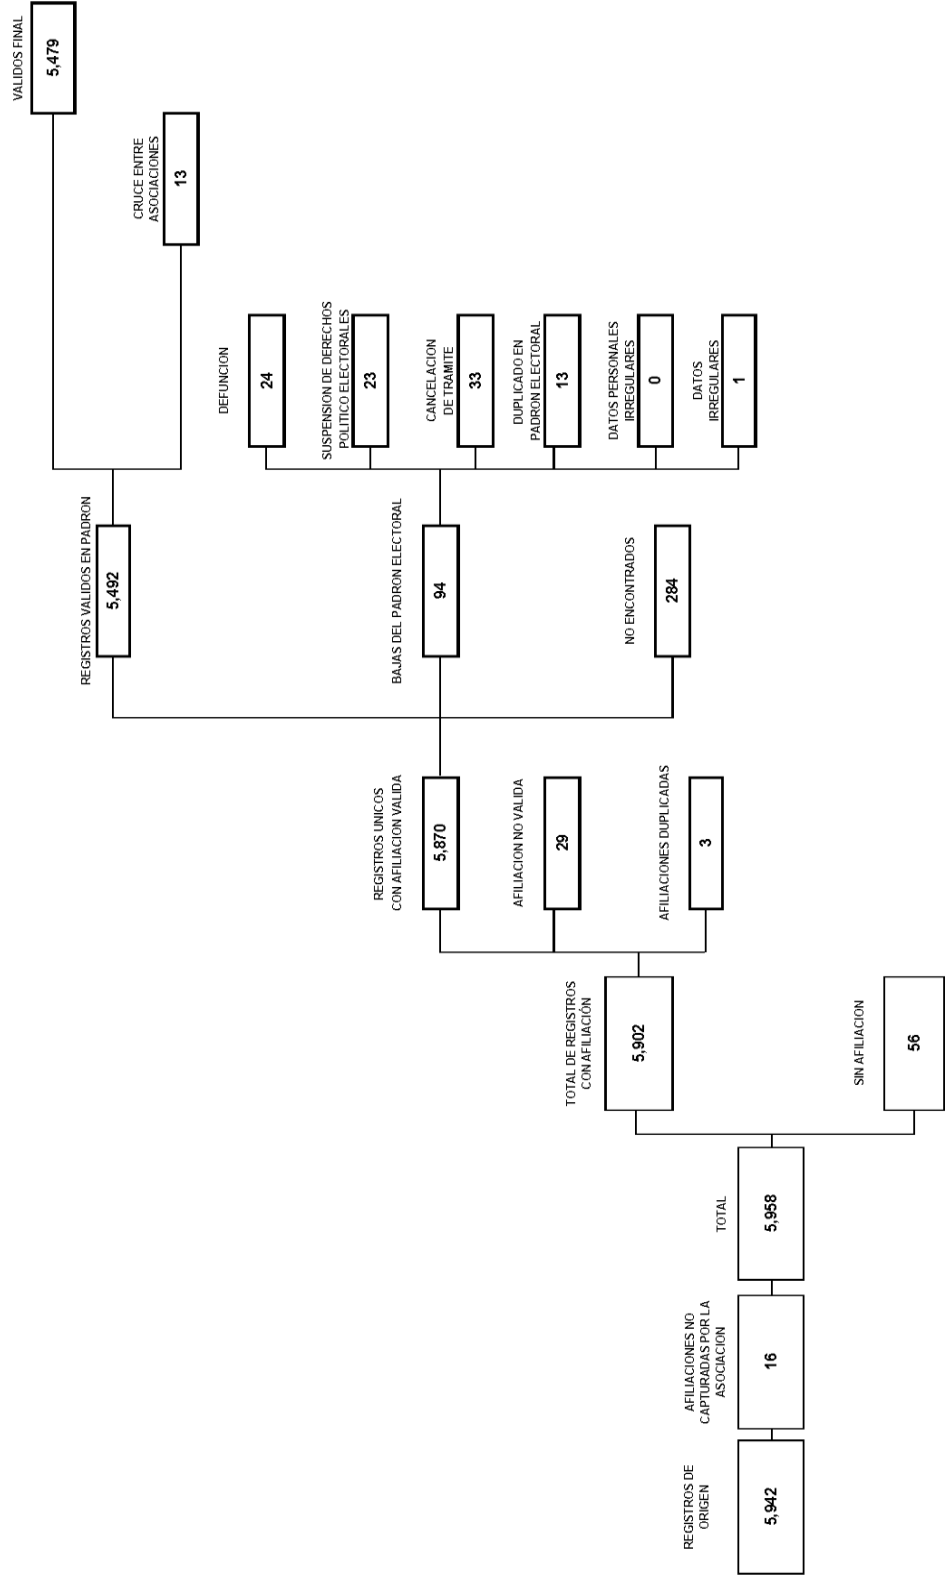 REGISTROS DE
ORIGEN
5,942
AFILIACIONES NO
CAPTURADAS POR LA
ASOCIACION
16
TOTAL
5,958
TOTAL DE REGISTROS
CON AFILIACIÓN
5,902
SIN AFILIACION
56
REGISTROS UNICOS
CON AFILIACION VALIDA
5,870
AFILIACION NO VALIDA
29
AFILIACIONES DUPLICADAS
3
REGISTROS VALIDOS EN PADRON
5,492
BAJAS DEL PADRON ELECTORAL
94
NO ENCONTRADOS
284
DEFUNCION
24
SUSPENSION DE DERECHOS
POLITICO ELECTORALES
23
CANCELACION
DE TRAMITE
33
DUPLICADO EN
PADRON ELECTORAL
13
DATOS PERSONALES
IRREGULARES
0
DATOS
IRREGULARES
1
CRUCE ENTRE
ASOCIACIONES
13
VALIDOS FINAL
5,479